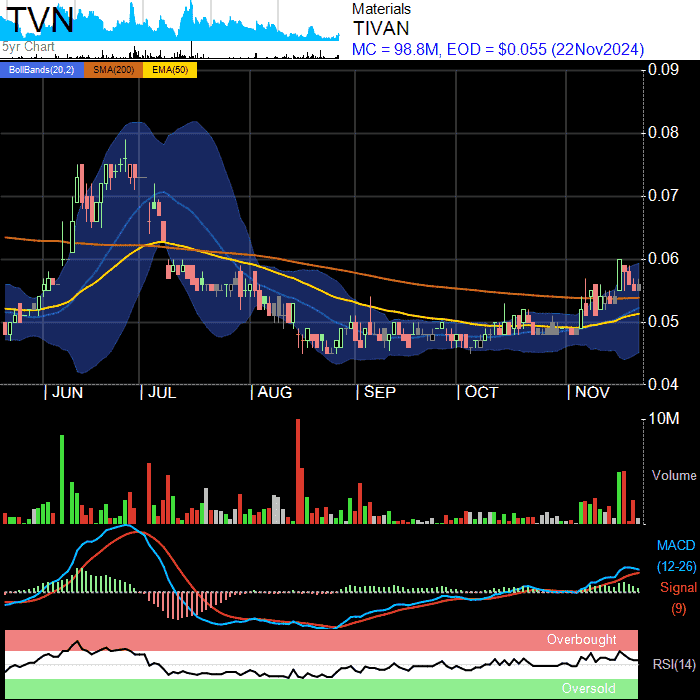 TVN
5yr Chart
Materials
TIVAN
MC = 98.8M, EOD = $0.055 (22Nov2024)
BollBands(20,2) SMA(200) EMA(50)
0.09
0.08
0.07
0.06
0.05
0.04
JUN JUL AUG SEP OCT NOV
10M
Volume
MACD
(12-26)
Signal
(9)
Overbought
RSI(14)
Oversold